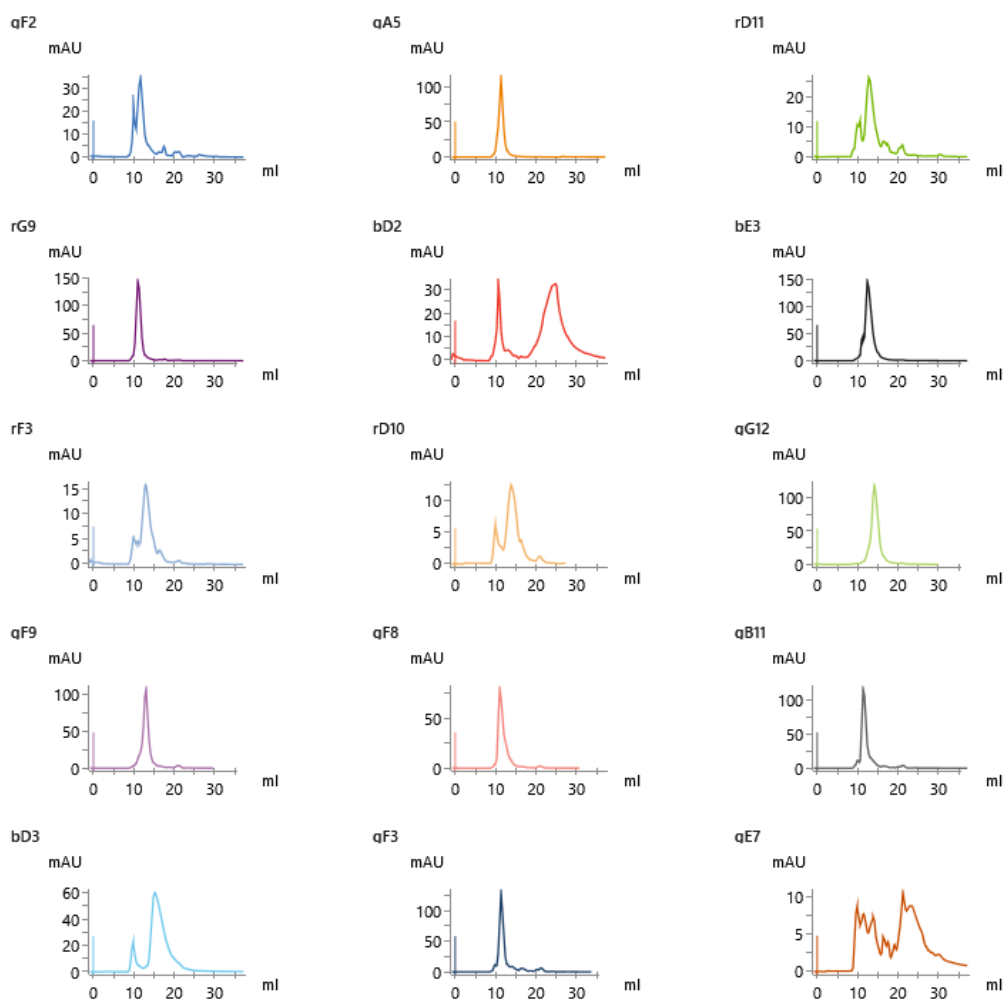 qF2 qA5 rD11
mAU mAU mAU
30 100 20
20 50 10
10 0 0
0
0 10 20 30 ml 0 10 20 30 ml 0 10 20 30 ml
rG9 bD2 bE3
mAU mAU mAU
150 30 150
100 20 100
50 10 50
0 0 0
0 10 20 30 ml 0 10 20 30 ml 0 10 20 30 ml
rF3 rD10 qG12
mAU mAU mAU
15 10 100
10 5 50
5 0 0
0
0 10 20 30 ml 0 10 20 30 ml 0 10 20 30 ml
qF9 qF8 qB11
mAU mAU mAU
100 50 100
50 0 50
0 0
0 10 20 30 ml 0 10 20 30 ml 0 10 20 30 ml
bD3 qF3 qE7
mAU mAU mAU
60 100 10
40 50 5
20 0 0
0
0 10 20 30 ml 0 10 20 30 ml 0 10 20 30 ml